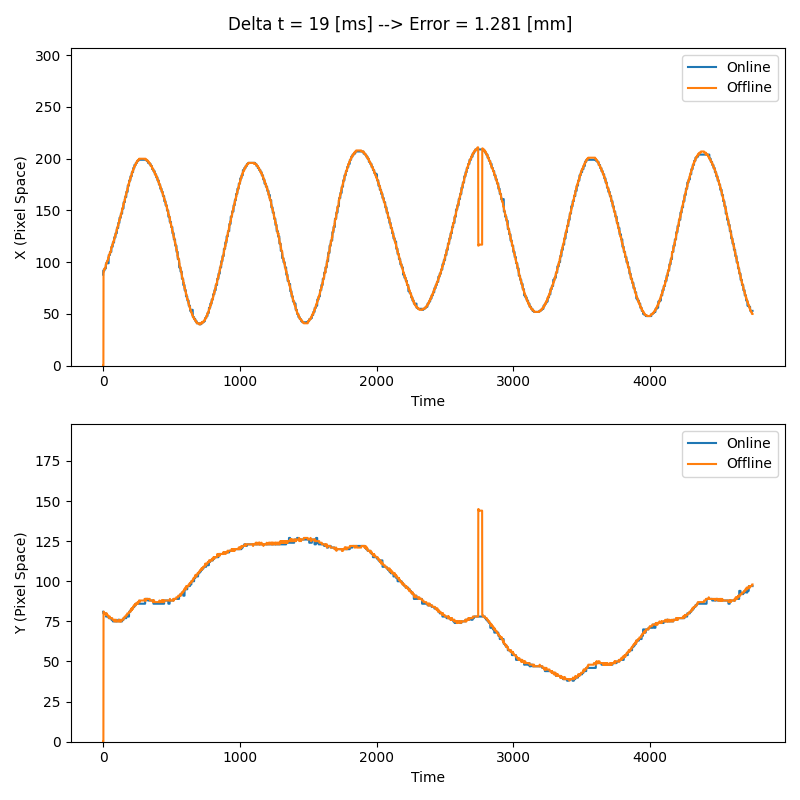 Delta t = 19 [ms] --> Error = 1.281 [mm]
300
250
200
150
100
50
0
X (Pixel Space)
Online
Offline
0
1000
2000
3000
4000
Time
175
150
125
100
75
50
25
0
Y (Pixel Space)
Online
Offline
0
1000
2000
3000
4000
Time